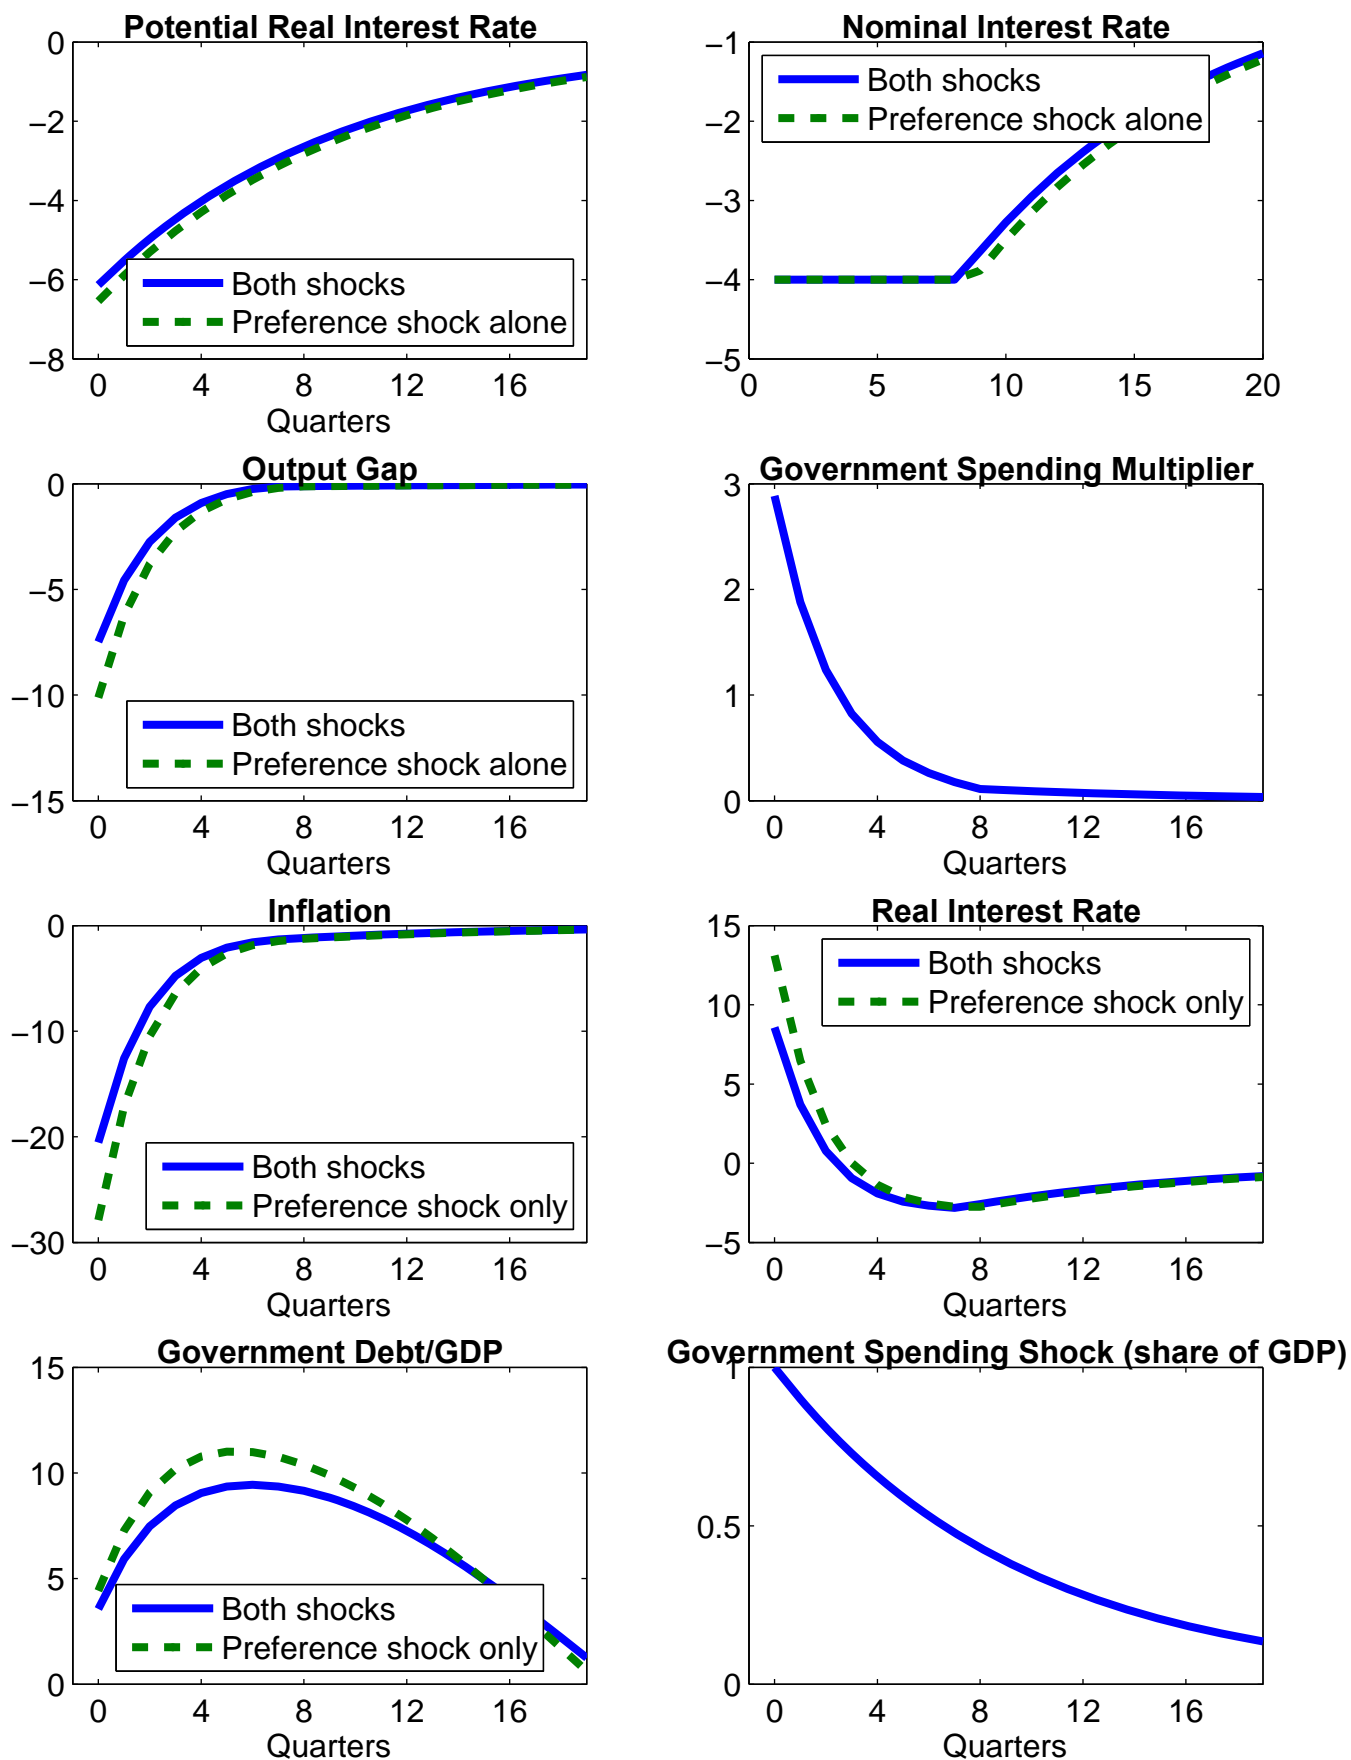 Potential Real Interest Rate
0
−2
−4
−6
−8
Both shocks
Preference shock alone
0 4 8 12 16
Quarters
Nominal Interest Rate
−1
−2
−3
−4
−5
Both shocks
Preference shock alone
0 5 10 15 20
Output Gap
0
−5
−10
−15
Both shocks
Preference shock alone
0 4 8 12 16
Quarters
Government Spending Multiplier
3
2
1
0
0 4 8 12 16
Quarters
Inflation
0
−10
−20
−30
Both shocks
Preference shock only
0 4 8 12 16
Quarters
Real Interest Rate
15
10
5
0
−5
Both shocks
Preference shock only
0 4 8 12 16
Quarters
Government Debt/GDP
15
10
5
0
Both shocks
Preference shock only
0 4 8 12 16
Quarters
Government Spending Shock (share of GDP)
1
0.5
0
0 4 8 12 16
Quarters